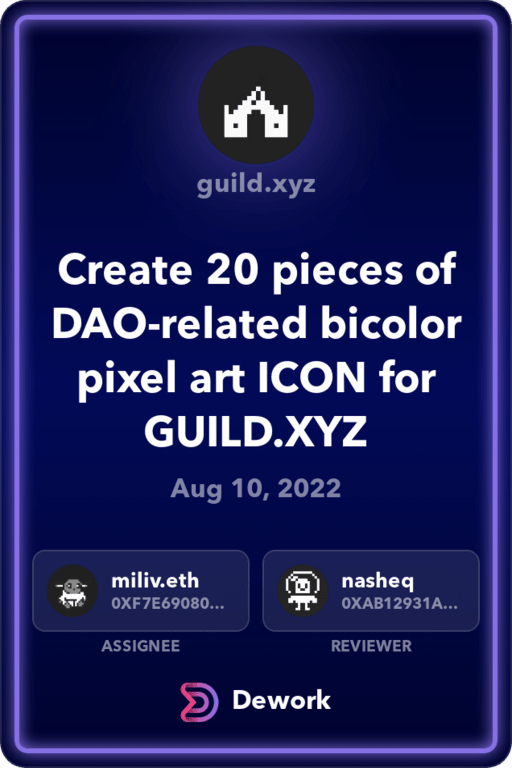 guild.xyz
Create 20 pieces of
DAO-related bicolor
pixel art ICON for
GUILD.XYZ
Aug 10, 2022
miliv.eth
0XF7E69080...
nasheq
0XAB12931A...
ASSIGNEE
REVIEWER
Dework